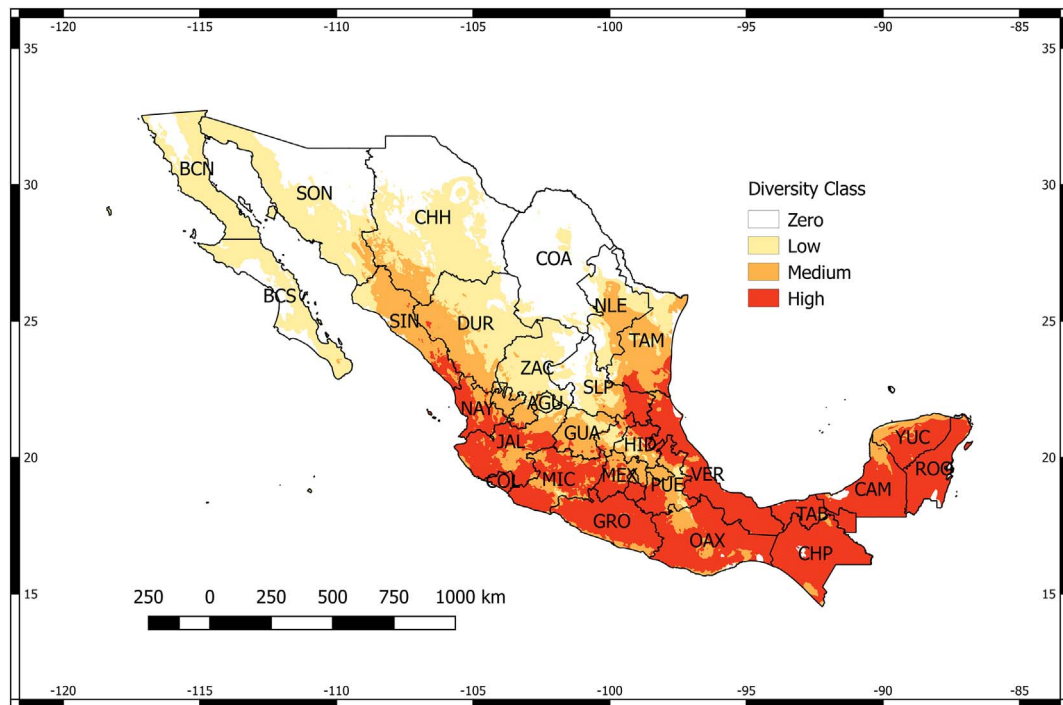 -120 -115 -110 -105 -100 -95 -90 -85
35 35
30 30
25 25
20 20
15 15
BCN
SON
CHH
COA
BCS
SIN
DUR
NLE
TAM
ZAC
SLP
NAY
AGU
JAL
GUA
HID
COL
MIC
MEX
PUE
VER
GRO
OAX
TAB
CHP
CAM
YUC
ROO
Diversity Class
Zero
Low
Medium
High
250 0 250 500 750 1000 km
-120 -115 -110 -105 -100 -95 -90 -85